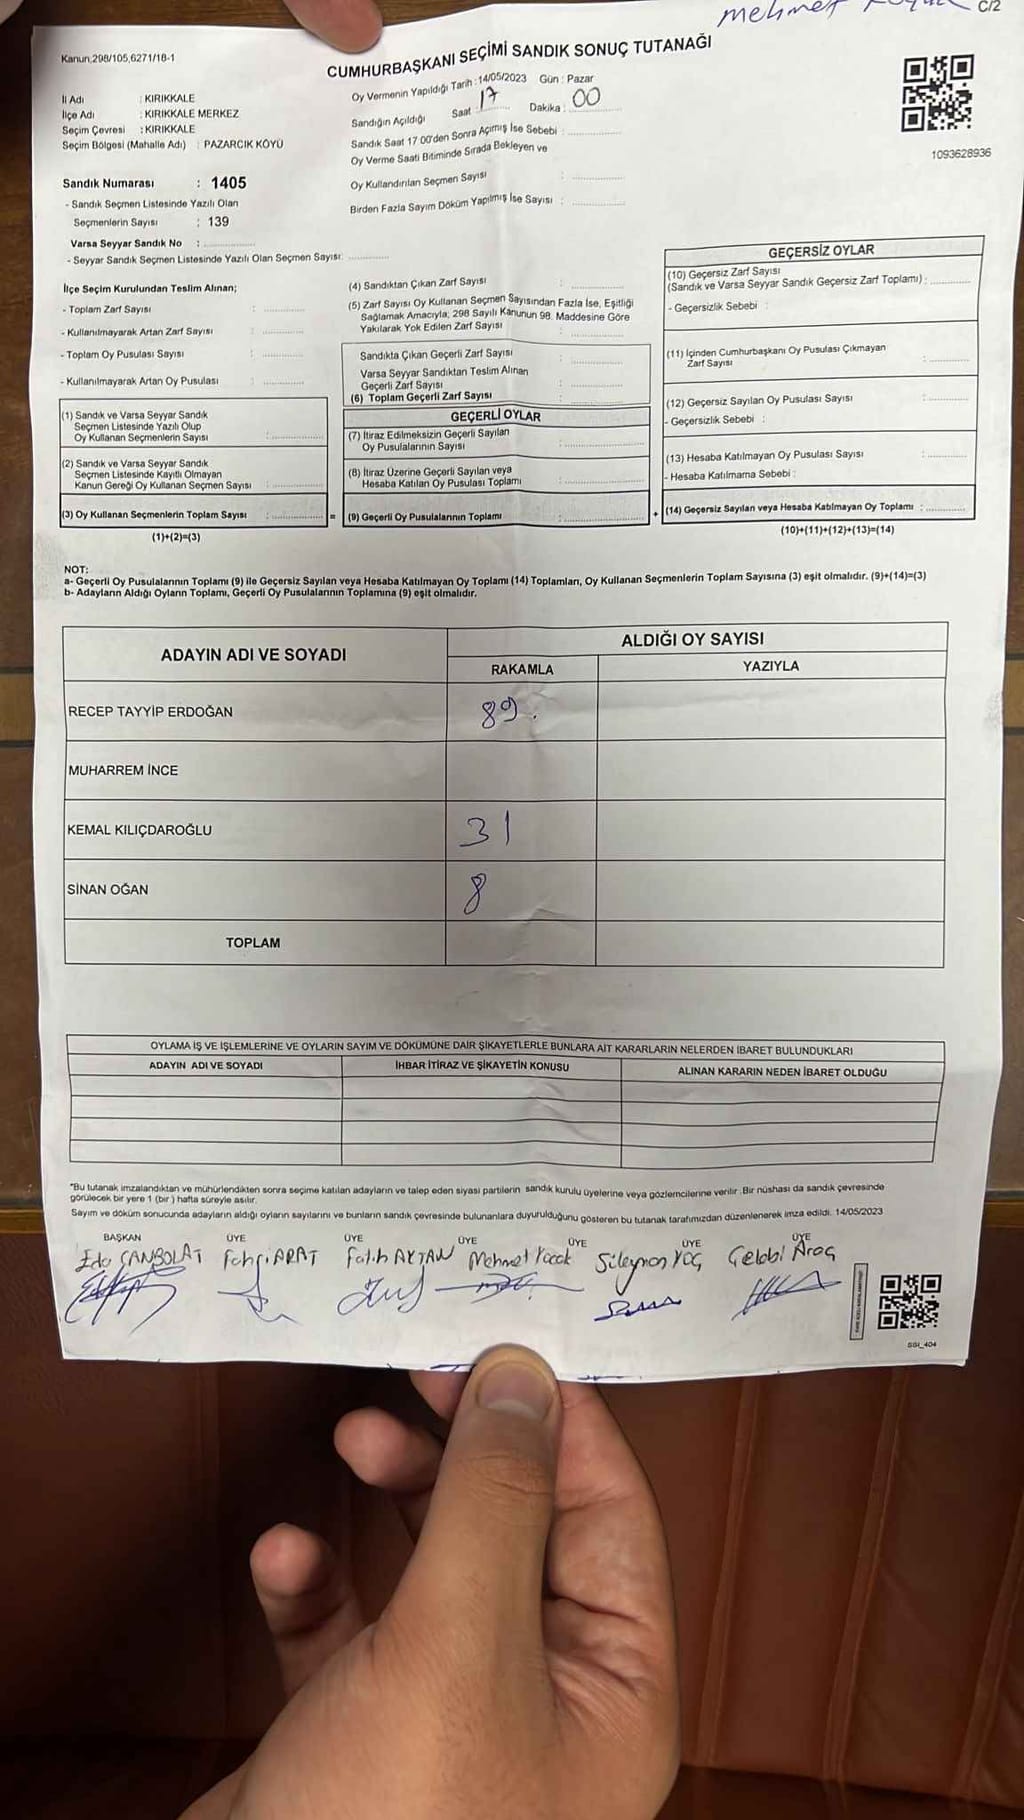 mehmet
C/2
Kanun;298/105,6271/18-1
CUMHURBAŞKANI SEÇİMİ SANDIK SONUÇ TUTANAĞI
İl Adı : KIRIKKALE
İlçe Adı : KIRIKKALE MERKEZ
Seçim Çevresi : KIRIKKALE
Seçim Bölgesi (Mahalle Adı) : PAZARCIK KÖYÜ
Oy Vermenin Yapıldığı Tarih : 14/05/2023 Gün : Pazar
Sandığın Açıldığı Saat : 17 Dakika : 00
Sandık Saat 17 00'den Sonra Açımış İse Sebebi : ..............
Oy Verme Saati Bitiminde Sırada Bekleyen ve
Oy Kullandırılan Seçmen Sayısı : ..............
Birden Fazla Sayım Döküm Yapılmış İse Sayısı : ..............
1093628936
Sandık Numarası : 1405
- Sandık Seçmen Listesinde Yazılı Olan
Seçmenlerin Sayısı : 139
Varsa Seyyar Sandık No : ..............
- Seyyar Sandık Seçmen Listesinde Yazılı Olan Seçmen Sayısı: ............
İlçe Seçim Kurulundan Teslim Alınan;
- Toplam Zarf Sayısı : ............
- Kullanılmayarak Artan Zarf Sayısı : ............
- Toplam Oy Pusulası Sayısı : ............
- Kullanılmayarak Artan Oy Pusulası : ............
(1) Sandık ve Varsa Seyyar Sandık
Seçmen Listesinde Yazılı Olup
Oy Kullanan Seçmenlerin Sayısı : ..............
(2) Sandık ve Varsa Seyyar Sandık
Seçmen Listesinde Kayıtlı Olmayan
Kanun Gereği Oy Kullanan Seçmen Sayısı : ..............
(3) Oy Kullanan Seçmenlerin Toplam Sayısı : ..............
(1)+(2)=(3)
(4) Sandıktan Çıkan Zarf Sayısı : ..............
(5) Zarf Sayısı Oy Kullanan Seçmen Sayısından Fazla İse, Eşitliği
Sağlamak Amacıyla; 298 Sayılı Kanunun 98. Maddesine Göre
Yakılarak Yok Edilen Zarf Sayısı : ..............
Sandıkta Çıkan Geçerli Zarf Sayısı : ..............
Varsa Seyyar Sandıktan Teslim Alınan
Geçerli Zarf Sayısı : ..............
(6) Toplam Geçerli Zarf Sayısı : ..............
GEÇERLİ OYLAR
(7) İtiraz Edilmeksizin Geçerli Sayılan
Oy Pusulalarının Sayısı : ..............
(8) İtiraz Üzerine Geçerli Sayılan veya
Hesaba Katılan Oy Pusulası Toplamı : ..............
= (9) Geçerli Oy Pusulalarının Toplamı : ..............
GEÇERSİZ OYLAR
(10) Geçersiz Zarf Sayısı
(Sandık ve Varsa Seyyar Sandık Geçersiz Zarf Toplamı) : ............
- Geçersizlik Sebebi :
(11) İçinden Cumhurbaşkanı Oy Pusulası Çıkmayan
Zarf Sayısı : ............
(12) Geçersiz Sayılan Oy Pusulası Sayısı : ............
- Geçersizlik Sebebi :
(13) Hesaba Katılmayan Oy Pusulası Sayısı : ............
- Hesaba Katılmama Sebebi :
+ (14) Geçersiz Sayılan veya Hesaba Katılmayan Oy Toplamı : ............
(10)+(11)+(12)+(13)=(14)
NOT:
a- Geçerli Oy Pusulalarının Toplamı (9) ile Geçersiz Sayılan veya Hesaba Katılmayan Oy Toplamı (14) Toplamları, Oy Kullanan Seçmenlerin Toplam Sayısına (3) eşit olmalıdır. (9)+(14)=(3)
b- Adayların Aldığı Oyların Toplamı, Geçerli Oy Pusulalarının Toplamına (9) eşit olmalıdır.
ADAYIN ADI VE SOYADI
ALDIĞI OY SAYISI
RAKAMLA YAZIYLA
RECEP TAYYİP ERDOĞAN 89.
MUHARREM İNCE
KEMAL KILIÇDAROĞLU 31
SİNAN OĞAN 8
TOPLAM
OYLAMA İŞ VE İŞLEMLERİNE VE OYLARIN SAYIM VE DÖKÜMÜNE DAİR ŞİKAYETLERLE BUNLARA AİT KARARLARIN NELERDEN İBARET BULUNDUKLARI
ADAYIN ADI VE SOYADI İHBAR İTİRAZ VE ŞİKAYETİN KONUSU ALINAN KARARIN NEDEN İBARET OLDUĞU
"Bu tutanak imzalandıktan ve mühürlendikten sonra seçime katılan adayların ve talep eden siyasi partilerin sandık kurulu üyelerine veya gözlemcilerine verilir. Bir nüshası da sandık çevresinde
görülecek bir yere 1 (bir ) hafta süreyle asılır.
Sayım ve döküm sonucunda adayların aldığı oyların sayılarını ve bunların sandık çevresinde bulunanlara duyurulduğunu gösteren bu tutanak tarafımızdan düzenlenerek imza edildi. 14/05/2023
BAŞKAN ÜYE ÜYE ÜYE ÜYE ÜYE
Eda CANBOLAT Fahri ARAT Fatih AKTAN Mehmet Koçak Süleyman KOÇ Çelebi Araç
SSI_404